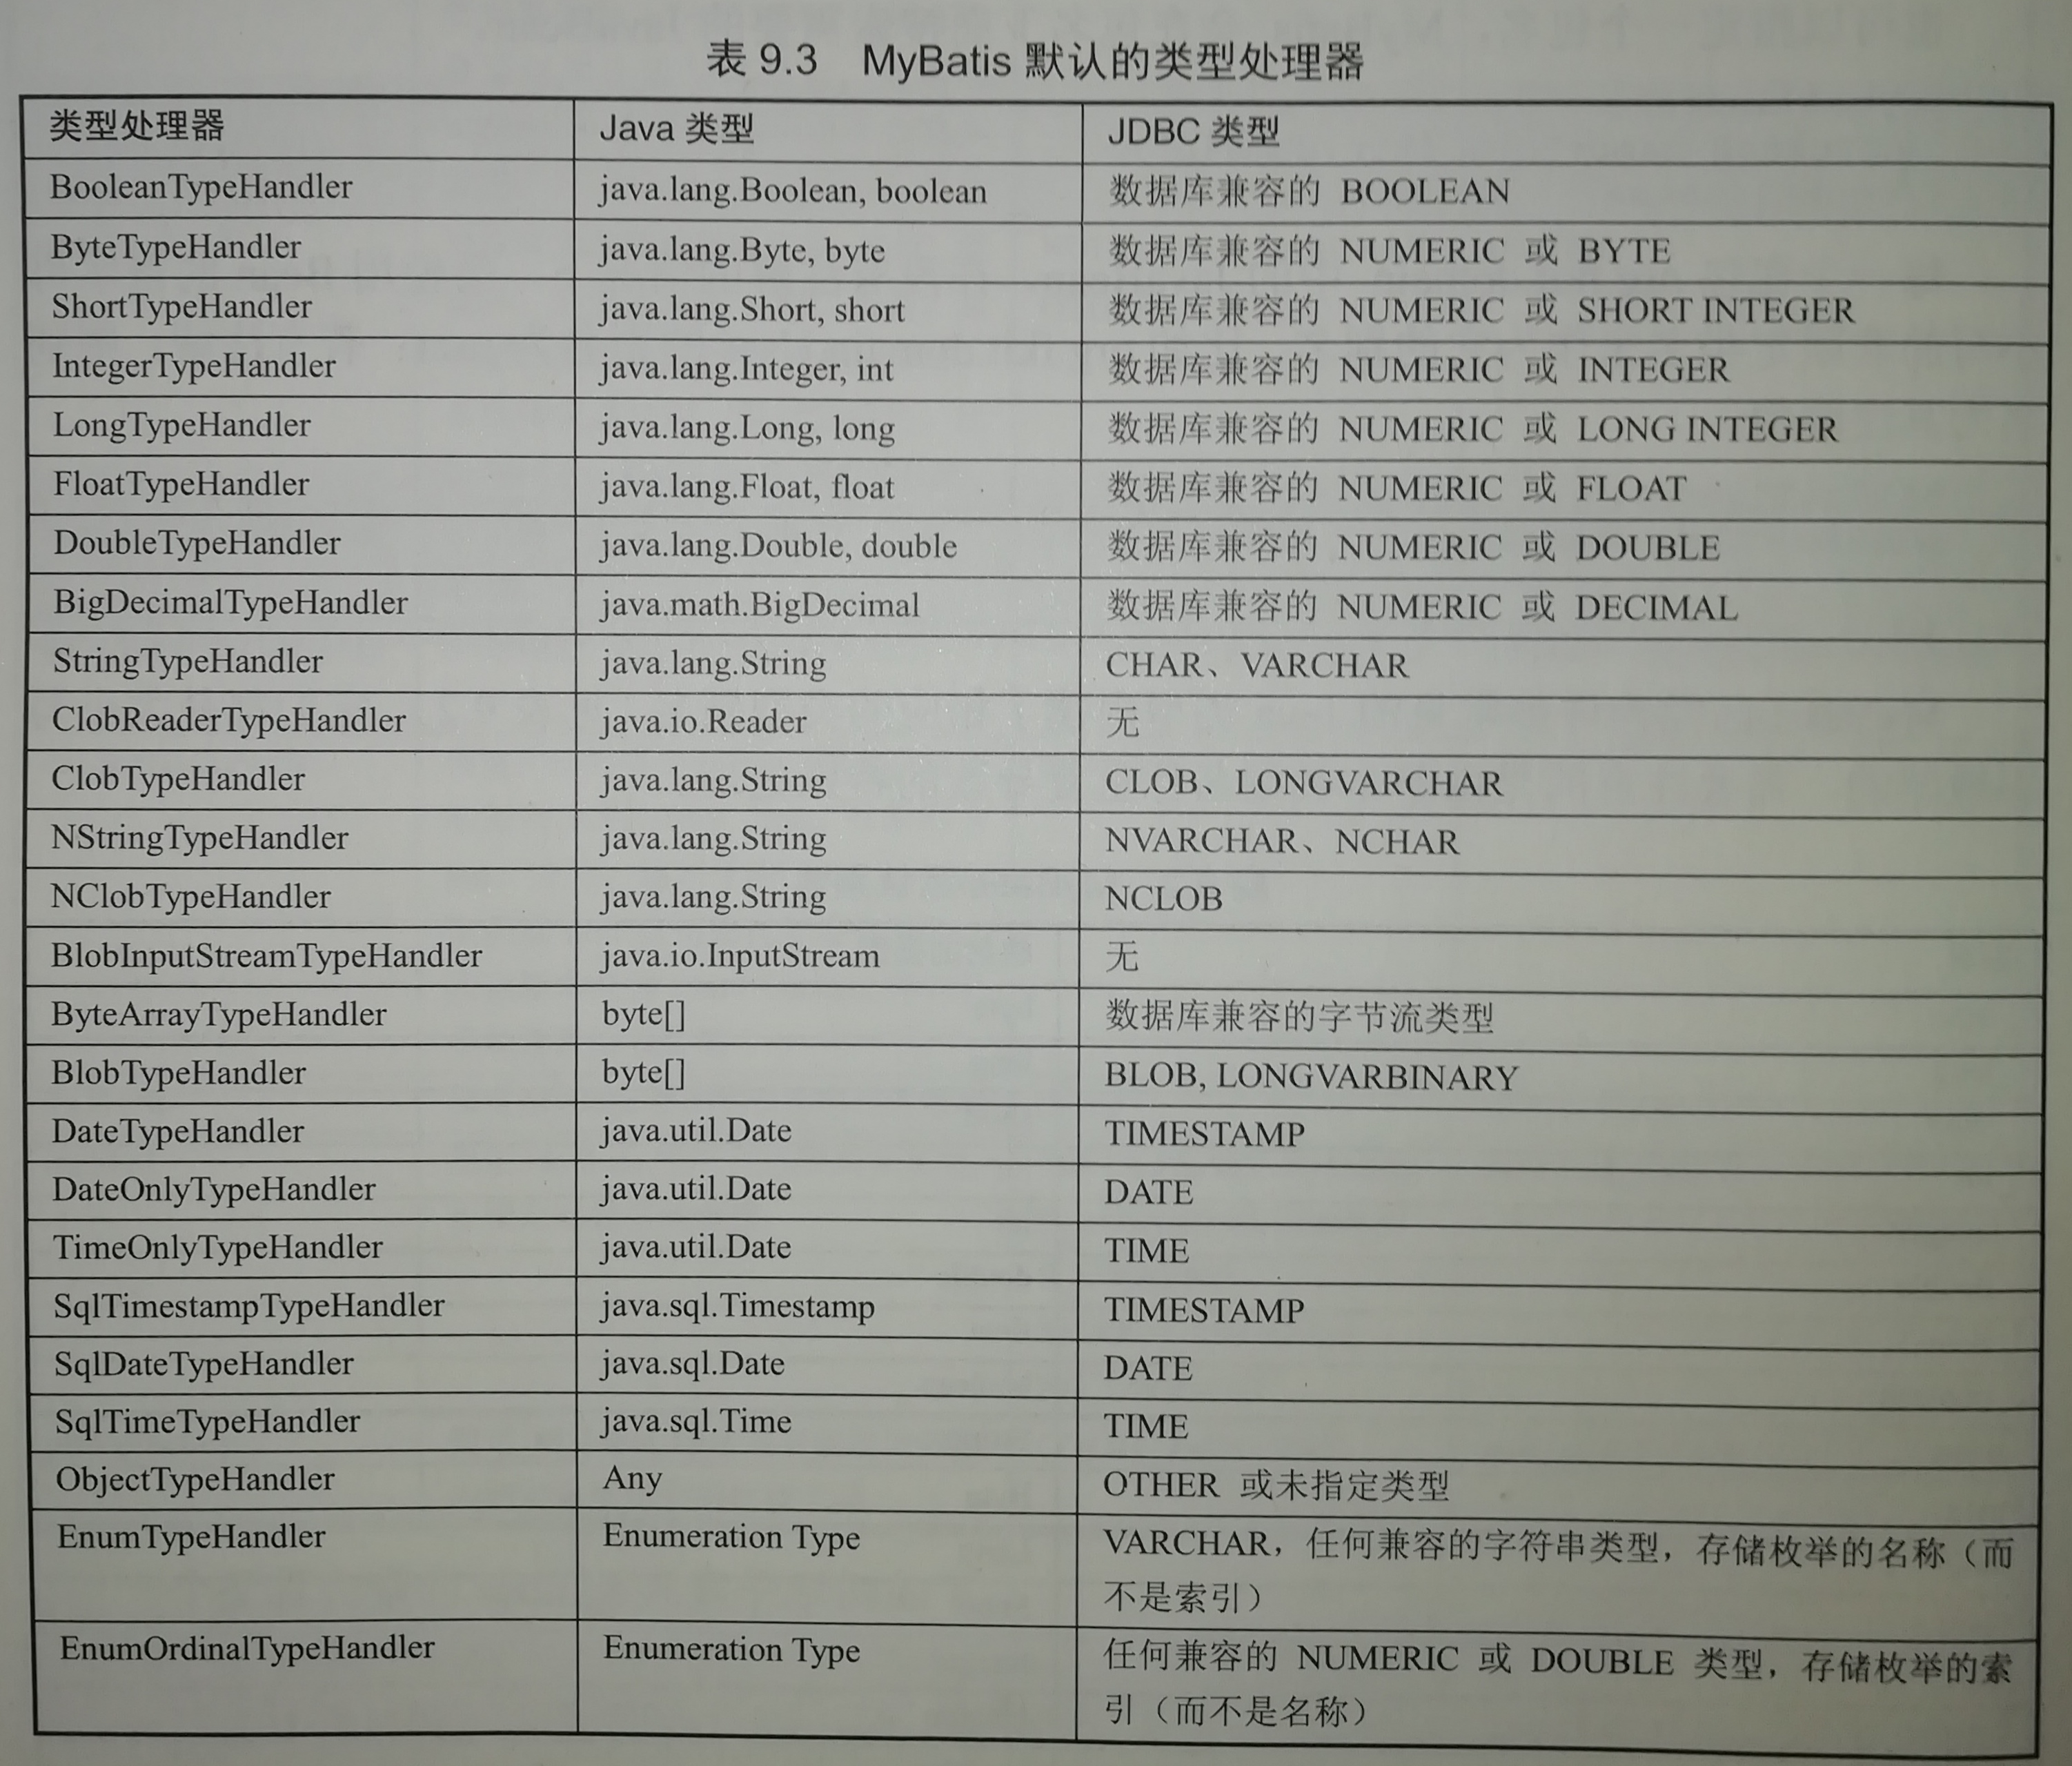 表 9.3 MyBatis 默认的类型处理器
类型处理器 Java 类型 JDBC 类型
BooleanTypeHandler java.lang.Boolean, boolean 数据库兼容的 BOOLEAN
ByteTypeHandler java.lang.Byte, byte 数据库兼容的 NUMERIC 或 BYTE
ShortTypeHandler java.lang.Short, short 数据库兼容的 NUMERIC 或 SHORT INTEGER
IntegerTypeHandler java.lang.Integer, int 数据库兼容的 NUMERIC 或 INTEGER
LongTypeHandler java.lang.Long, long 数据库兼容的 NUMERIC 或 LONG INTEGER
FloatTypeHandler java.lang.Float, float 数据库兼容的 NUMERIC 或 FLOAT
DoubleTypeHandler java.lang.Double, double 数据库兼容的 NUMERIC 或 DOUBLE
BigDecimalTypeHandler java.math.BigDecimal 数据库兼容的 NUMERIC 或 DECIMAL
StringTypeHandler java.lang.String CHAR、VARCHAR
ClobReaderTypeHandler java.io.Reader 无
ClobTypeHandler java.lang.String CLOB、LONGVARCHAR
NStringTypeHandler java.lang.String NVARCHAR、NCHAR
NClobTypeHandler java.lang.String NCLOB
BlobInputStreamTypeHandler java.io.InputStream 无
ByteArrayTypeHandler byte[] 数据库兼容的字节流类型
BlobTypeHandler byte[] BLOB, LONGVARBINARY
DateTypeHandler java.util.Date TIMESTAMP
DateOnlyTypeHandler java.util.Date DATE
TimeOnlyTypeHandler java.util.Date TIME
SqlTimestampTypeHandler java.sql.Timestamp TIMESTAMP
SqlDateTypeHandler java.sql.Date DATE
SqlTimeTypeHandler java.sql.Time TIME
ObjectTypeHandler Any OTHER 或未指定类型
EnumTypeHandler Enumeration Type VARCHAR，任何兼容的字符串类型，存储枚举的名称（而
不是索引）
EnumOrdinalTypeHandler Enumeration Type 任何兼容的 NUMERIC 或 DOUBLE 类型，存储枚举的索
引（而不是名称）